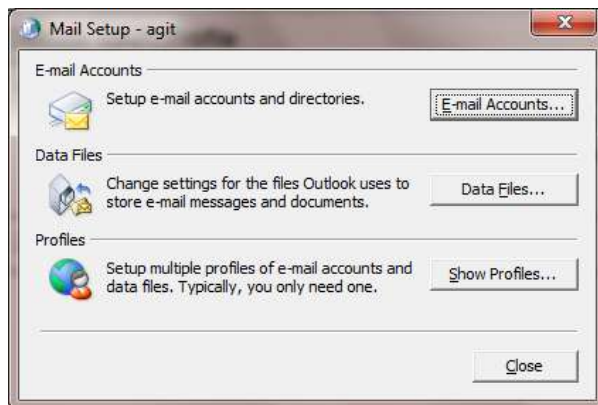 Mail Setup - agit
E-mail Accounts
Setup e-mail accounts and directories.
E-mail Accounts...
Data Files
Change settings for the files Outlook uses to
store e-mail messages and documents.
Data Files...
Profiles
Setup multiple profiles of e-mail accounts and
data files. Typically, you only need one.
Show Profiles...
Close